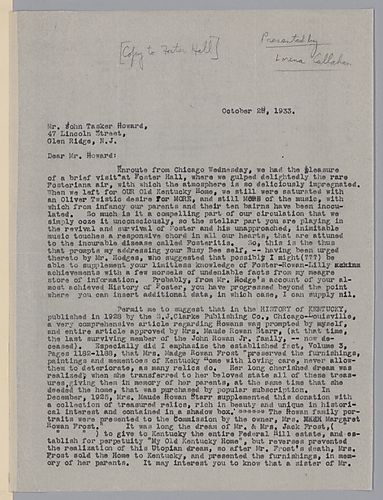 [Copy to Foster Hall]
Presented by
Lorena Callahan
October 28, 1933.
Mr. John Tasker Howard,
47 Lincoln Street,
Glen Ridge, N.J.
Dear Mr. Howard:
Enroute from Chicago Wednesday, we had the pleasure
of a brief visit at Foster Hall, where we gulped delightedly the rare
Fosteriana air, with which the atmosphere is so deliciously impregnated.
When we left for OUR Old Kentucky Home, we still were saturated with
an Oliver Twistic desire for MORE, and still MORE of the music, with
which from infancy our parents and their ten bairns have been inocu-
lated. So much is it a compelling part of our circulation that we
simply ooze it unconsciously, so the stellar part you are playing in
the revival and survival of Foster and his unapproached, inimitable
music touches a responsive chord in all our hearts, that are attuned
to the incurable disease called Fosteritis. So, this is the thus
that prompts my addressing your Busy Bee self, -- having been urged
thereto by Mr. Hodges, who suggested that possibly I might(???) be
able to supplement your limitless knowledge of Foster-Rowan-Lilly
achievements with a few morsels of undeniable facts from my meagre
store of information. Probably, from Mr. Hodge's account of your al-
most achieved History of Foster, you have progressed beyond the point
where you can insert additional data, in which case, I can supply nil.
Permit me to suggest that in the HISTORY OF KENTUCKY,
published in 1928 by the S.J.Clarke Publishing Co., Chicago-Louisville,
a very comprehensive article regarding Rowans was prompted by myself,
and entire article approved by Mrs. Maude Rowan Starr, (at that time,
the last surviving member of the John Rowan Jr. family, -- now de-
ceased). Especially did I emphasize the established fact, Volume 3,
Pages 1182-1188, that Mrs. Madge Rowan Frost "preserved the furnishings,
paintings and mementoes of Kentucky Home with loving care, never allow-
them to deteriorate, as many relics do. Her long cherished dream was
realized, when she transferred to her beloved state all of these treas-
ures, giving them in memory of her parents, at the same time that she
deeded the home, that was purchased by popular subscription. In
December, 1925, Mrs. Maude Rowan Starr supplemented this donation with
a collection of treasured relics, rich in beauty and unique in histori-
cal interest and contained in a shadow box. The Rowan family por-
traits were presented to the Commission by the owner, Mrs. Margaret
Rowan Frost. It was long the dream of Mr. & Mrs. Jack Frost,(
" " ) to give to Kentucky the entire Federal Hill estate, and es-
tablish for perpetuity "My Old Kentucky Home", but reverses prevented
the realization of this Utopian dream, so after Mr. Frost's death, Mrs.
Frost sold the Home to Kentucky, and presented the furnishings, in mem-
ory of her parents. It may interest you to know that a sister of Mr.